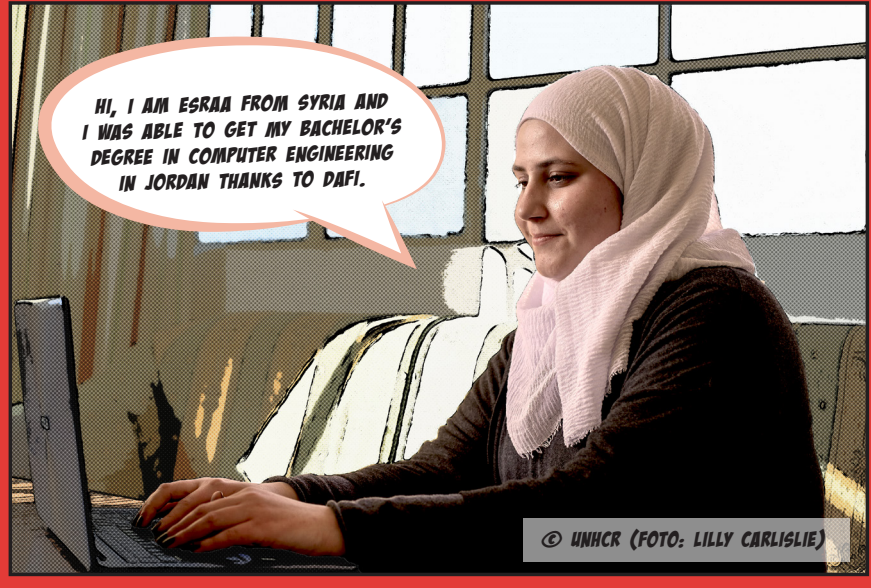 HI, I AM ESRAA FROM SYRIA AND
I WAS ABLE TO GET MY BACHELOR'S
DEGREE IN COMPUTER ENGINEERING
IN JORDAN THANKS TO DAFI.
© UNHCR (FOTO: LILLY CARLISLIE)